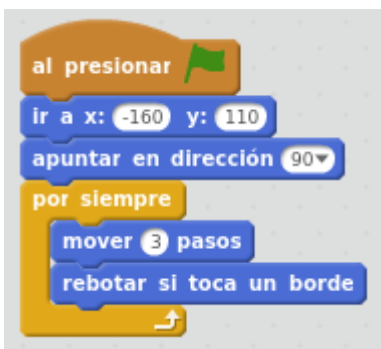 al presionar
ir a x: -160 y: 110
apuntar en dirección 90
por siempre
mover 3 pasos
rebotar si toca un borde